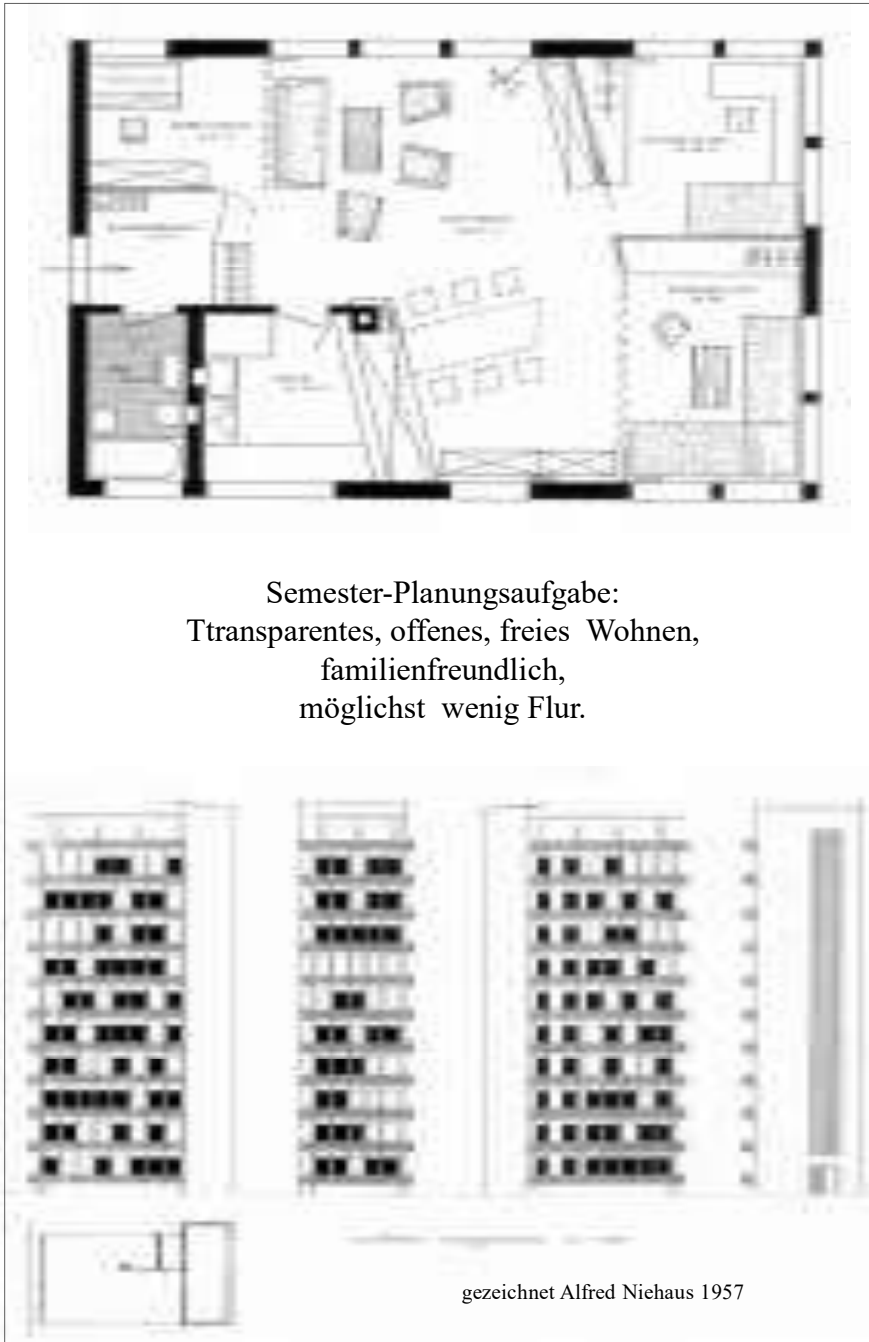 Semester-Planungsaufgabe:
Ttransparentes, offenes, freies  Wohnen,
familienfreundlich,
möglichst  wenig Flur.
gezeichnet Alfred Niehaus 1957